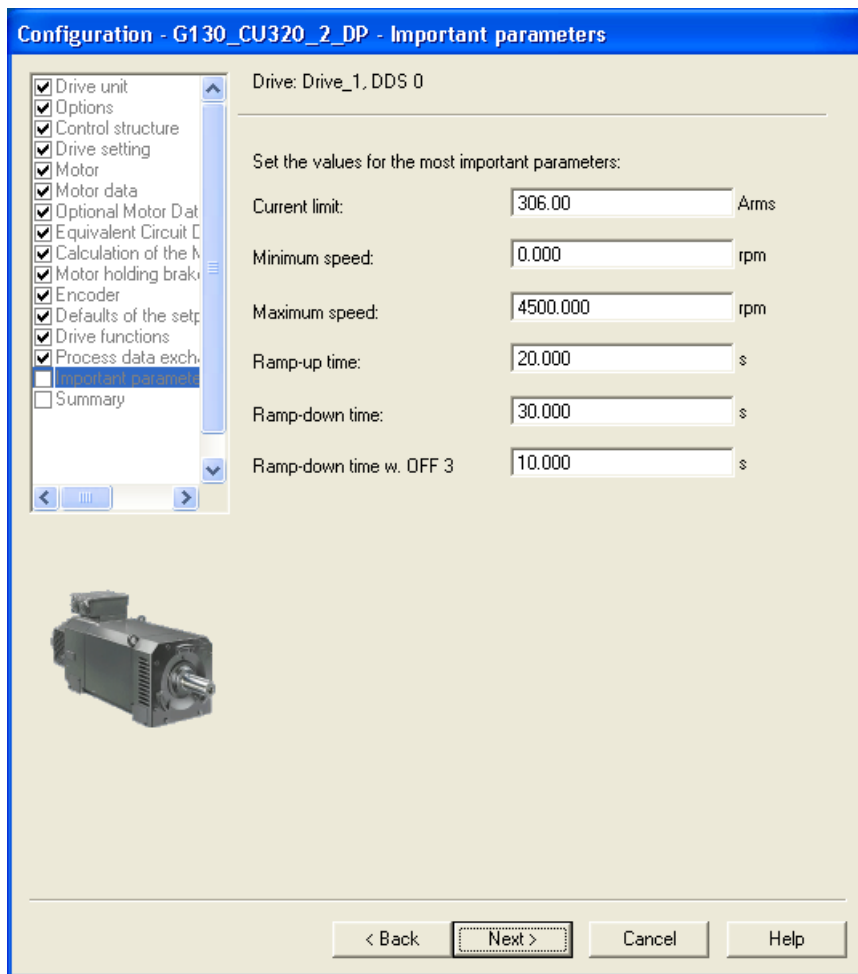 Configuration - G130_CU320_2_DP - Important parameters
Drive unit
Options
Control structure
Drive setting
Motor
Motor data
Optional Motor Dat
Equivalent Circuit D
Calculation of the M
Motor holding brake
Encoder
Defaults of the setp
Drive functions
Process data exch
Important paramete
Summary
Drive: Drive_1, DDS 0
Set the values for the most important parameters:
Current limit: 306.00 Arms
Minimum speed: 0.000 rpm
Maximum speed: 4500.000 rpm
Ramp-up time: 20.000 s
Ramp-down time: 30.000 s
Ramp-down time w. OFF 3 10.000 s
< Back Next > Cancel Help